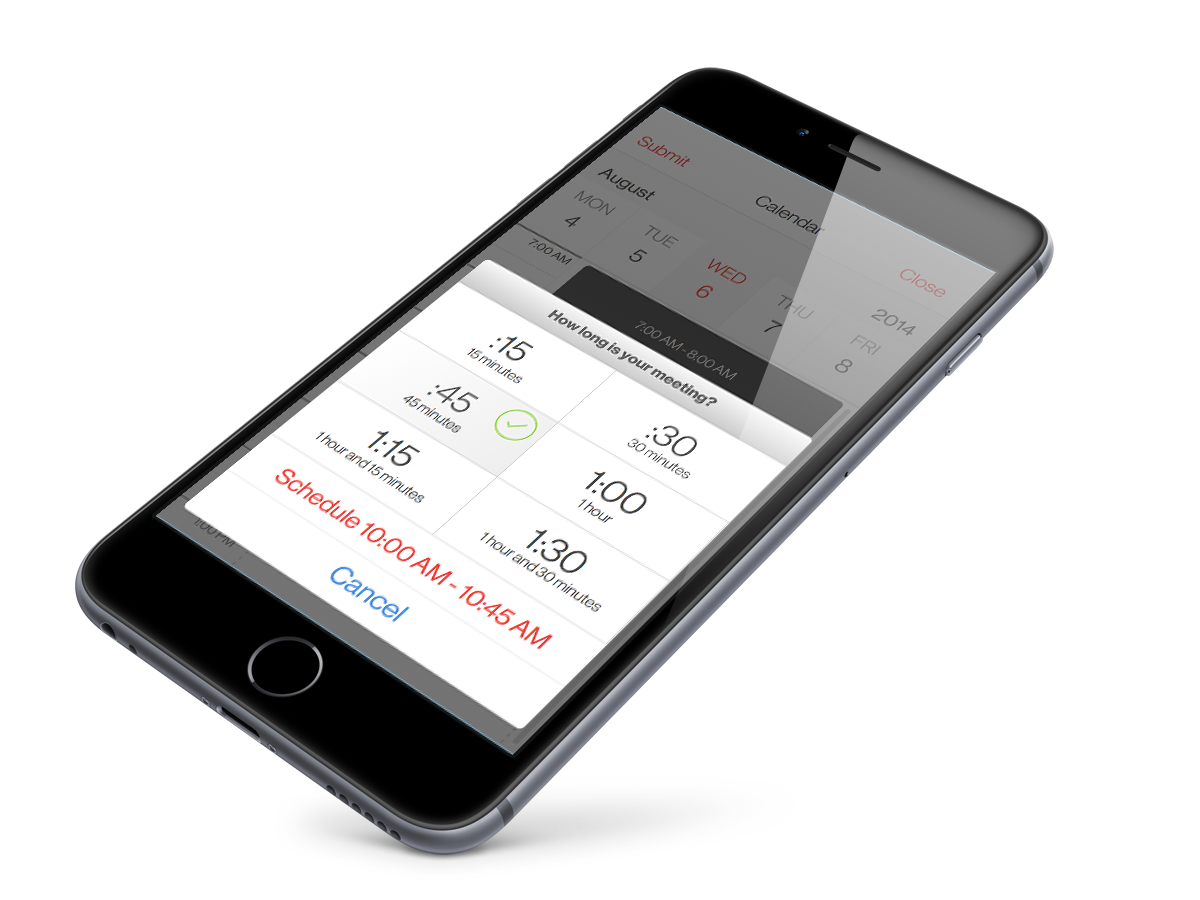 Submit
Calendar
Close
August
2014
MON
TUE
WED
THU
FRI
4
5
6
7
8
7:00 AM
7:00 AM - 8:00 AM
How long is your meeting?
:15
15 minutes
:30
30 minutes
:45
45 minutes
1:00
1 hour
1:15
1 hour and 15 minutes
1:30
1 hour and 30 minutes
Schedule 10:00 AM - 10:45 AM
Cancel
1:00 PM